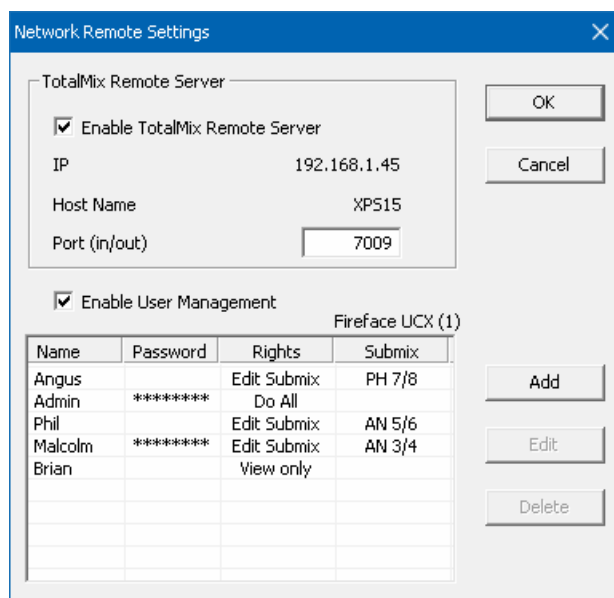 Network Remote Settings
TotalMix Remote Server
Enable TotalMix Remote Server
IP 192.168.1.45
Host Name XPS15
Port (in/out) 7009
OK
Cancel
Enable User Management
Fireface UCX (1)
Name Password Rights Submix
Angus Edit Submix PH 7/8
Admin ******** Do All
Phil Edit Submix AN 5/6
Malcolm ******** Edit Submix AN 3/4
Brian View only
Add
Edit
Delete